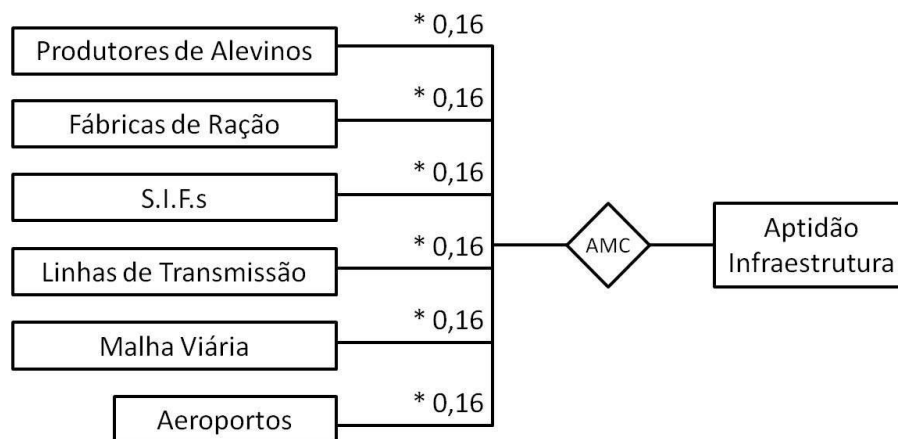 * 0,16
Produtores de Alevinos
* 0,16
Fábricas de Ração
* 0,16
S.I.F.s
* 0,16
Linhas de Transmissão
* 0,16
Malha Viária
* 0,16
Aeroportos
AMC
Aptidão
Infraestrutura